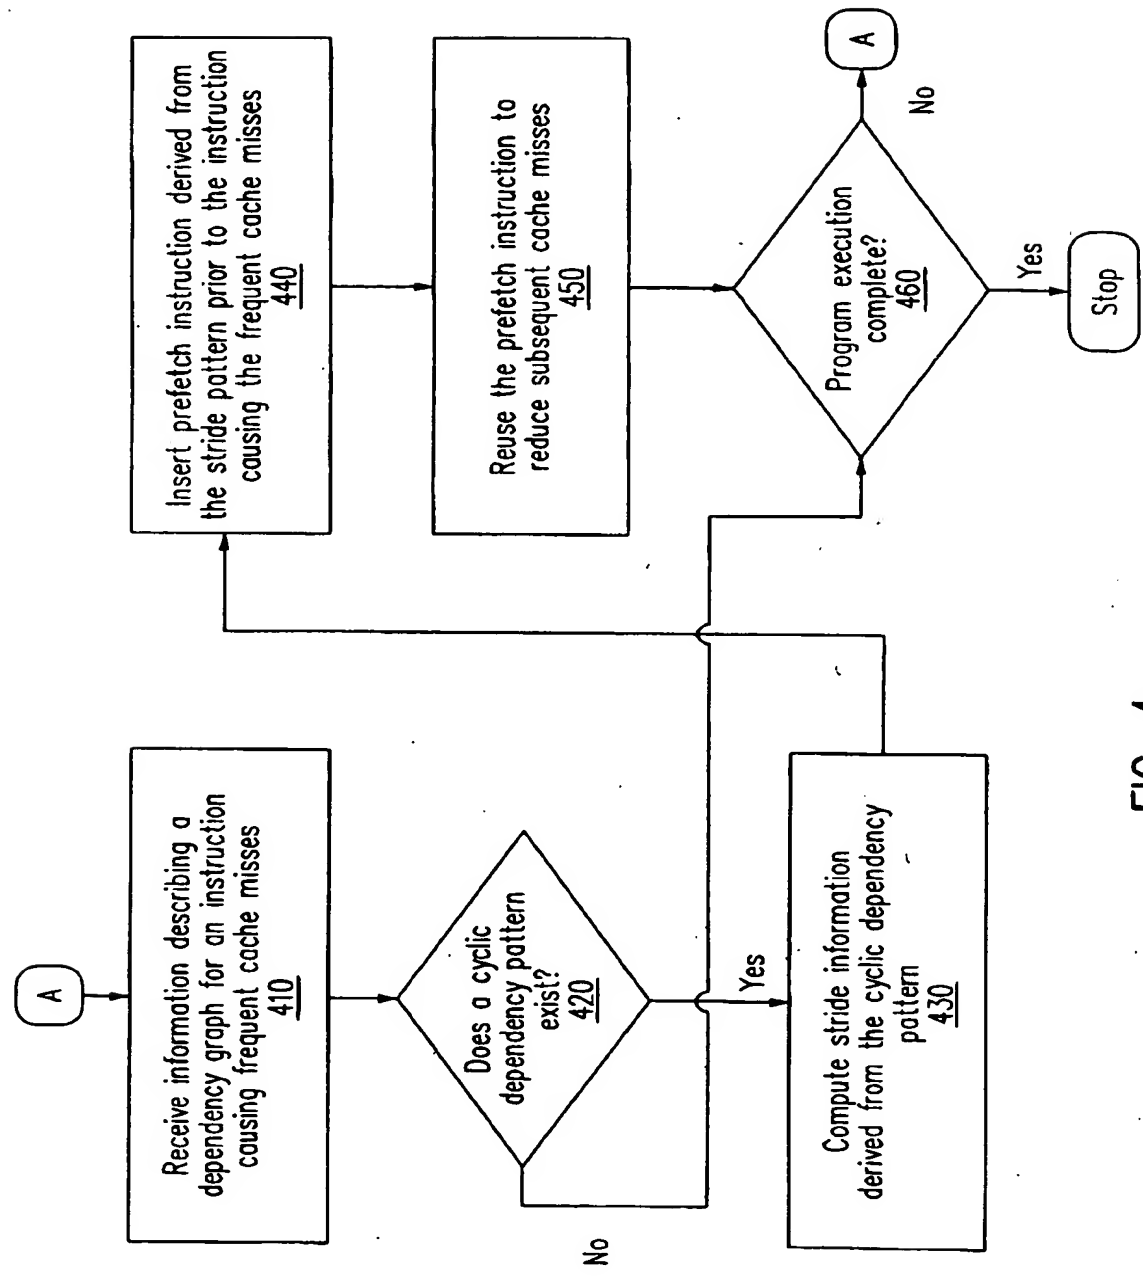 A
Receive information describing a
dependency graph for an instruction
causing frequent cache misses
410
Does a cyclic
dependency pattern
exist?
420
No
Yes
Compute stride information
derived from the cyclic dependency
pattern
430
Insert prefetch instruction derived from
the stride pattern prior to the instruction
causing the frequent cache misses
440
Reuse the prefetch instruction to
reduce subsequent cache misses
450
Program execution
complete?
460
No
A
Yes
Stop
FIG.